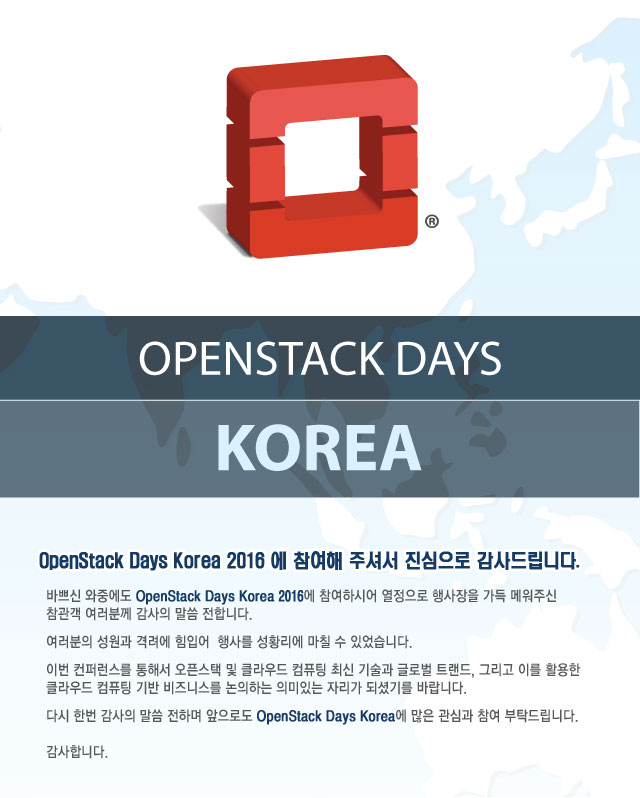 ®
OPENSTACK DAYS
KOREA
OpenStack Days Korea 2016 에 참여해 주셔서 진심으로 감사드립니다.
바쁘신 와중에도 OpenStack Days Korea 2016에 참여하시어 열정으로 행사장을 가득 메워주신
참관객 여러분께 감사의 말씀 전합니다.
여러분의 성원과 격려에 힘입어 행사를 성황리에 마칠 수 있었습니다.
이번 컨퍼런스를 통해서 오픈스택 및 클라우드 컴퓨팅 최신 기술과 글로벌 트랜드, 그리고 이를 활용한
클라우드 컴퓨팅 기반 비즈니스를 논의하는 의미있는 자리가 되셨기를 바랍니다.
다시 한번 감사의 말씀 전하며 앞으로도 OpenStack Days Korea에 많은 관심과 참여 부탁드립니다.
감사합니다.